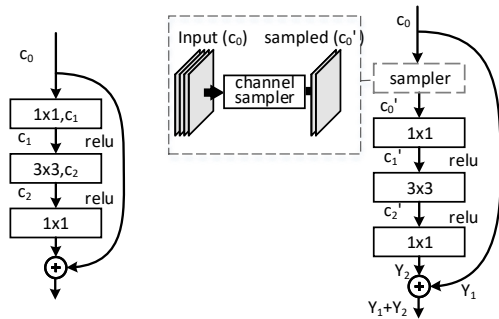 c0
1x1,c1
c1
relu
3x3,c2
c2
relu
1x1
+
Input (c0)
sampled (c0')
channel
sampler
c0
sampler
c0'
1x1
c1'
relu
3x3
c2'
relu
1x1
Y2
+
Y1
Y1+Y2